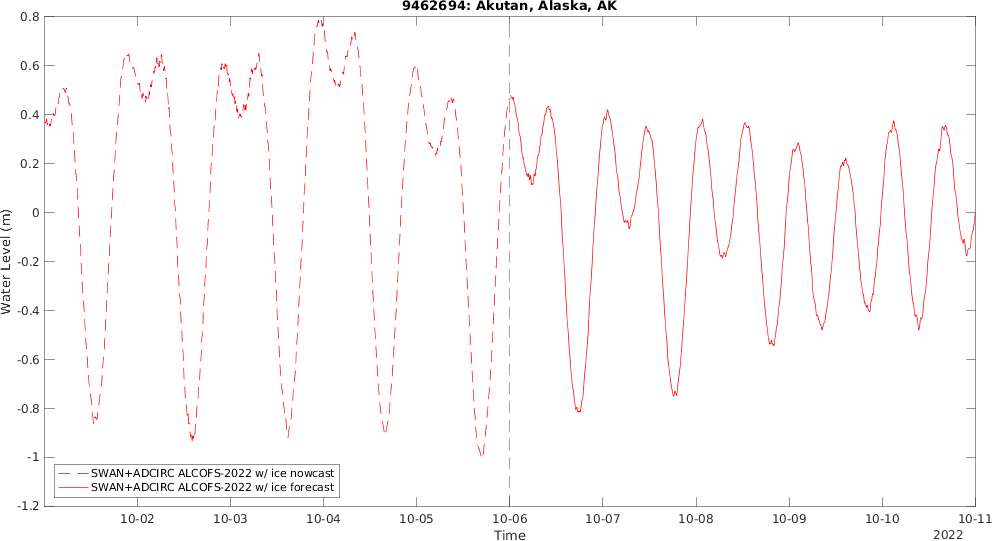 9462694: Akutan, Alaska, AK
0.8
0.6
0.4
0.2
0
-0.2
-0.4
-0.6
-0.8
-1
-1.2
Water Level (m)
SWAN+ADCIRC ALCOFS-2022 w/ ice nowcast
SWAN+ADCIRC ALCOFS-2022 w/ ice forecast
10-02 10-03 10-04 10-05 10-06 10-07 10-08 10-09 10-10 10-11
Time
2022